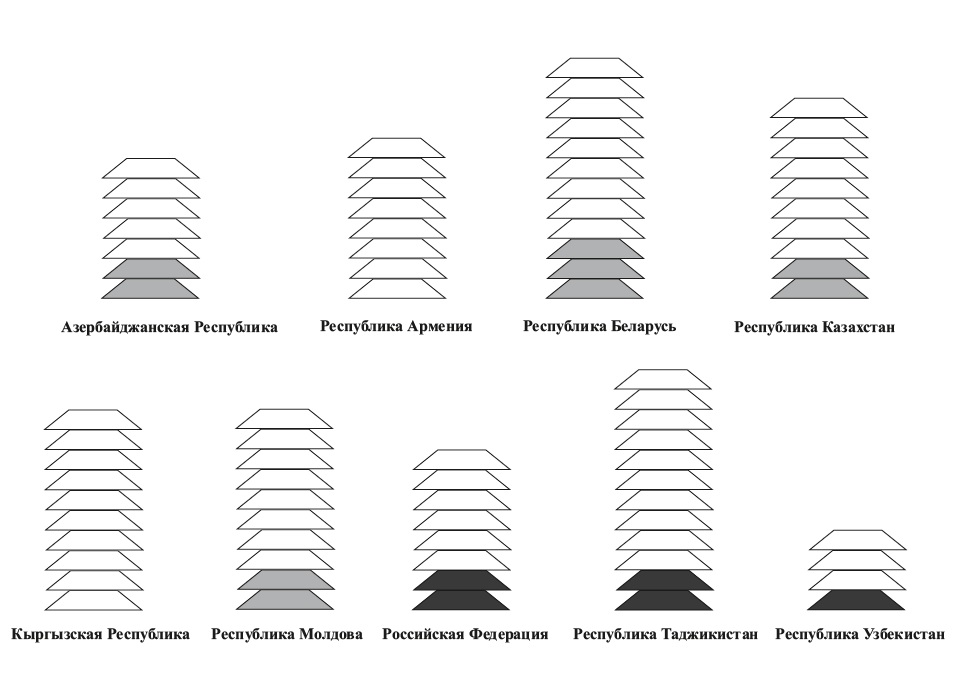 Азербайджанская Республика
Республика Армения
Республика Беларусь
Республика Казахстан
Кыргызская Республика
Республика Молдова
Российская Федерация
Республика Таджикистан
Республика Узбекистан